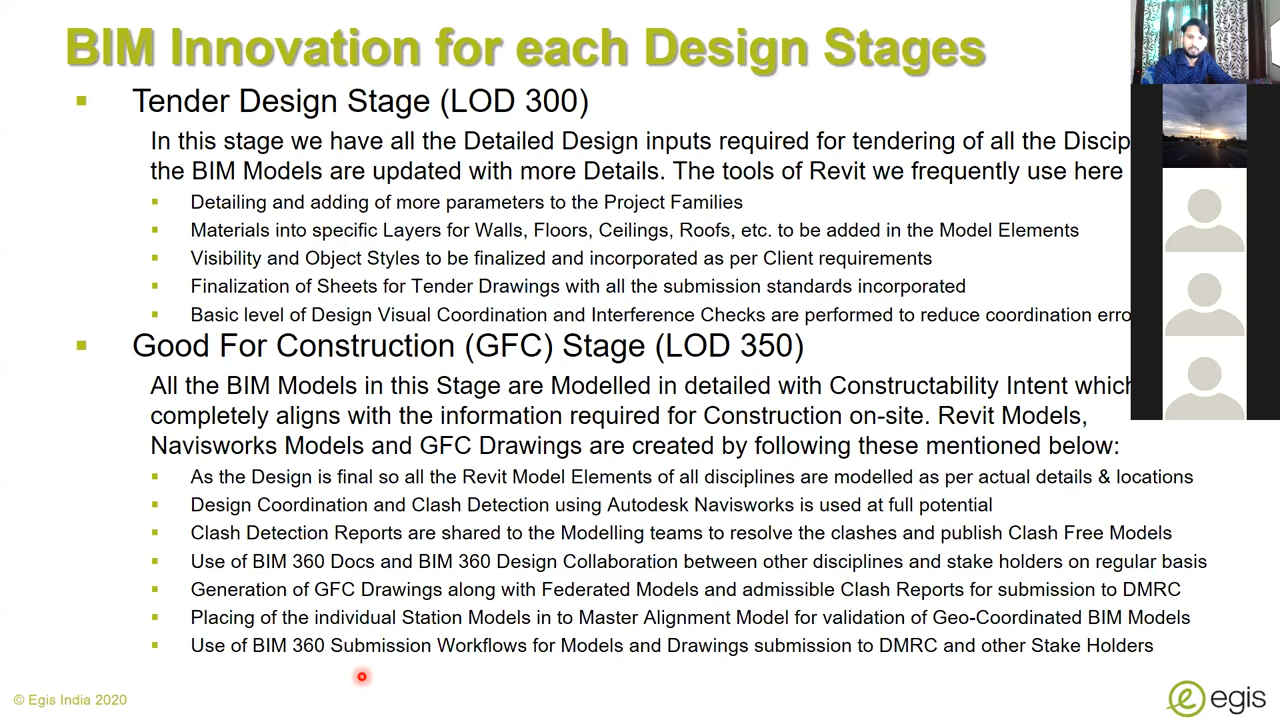 BIM Innovation for each Design Stages
Tender Design Stage (LOD 300)
In this stage we have all the Detailed Design inputs required for tendering of all the
the BIM Models are updated with more Details. The tools of Revit we frequently use here
Detailing and adding of more parameters to the Project Families
Materials into specific Layers for Walls, Floors, Ceilings, Roofs, etc. to be added in the Model Elements
Visibility and Object Styles to be finalized and incorporated as per Client requirements
Finalization of Sheets for Tender Drawings with all the submission standards incorporated
Basic level of Design Visual Coordination and Interference Checks are performed to reduce coordination
Good For Construction (GFC) Stage (LOD 350)
All the BIM Models in this Stage are Modelled in detailed with Constructability Intent which
completely aligns with the information required for Construction on-site. Revit Models,
Navisworks Models and GFC Drawings are created by following these mentioned below:
As the Design is final so all the Revit Model Elements of all disciplines are modelled as per actual details & locations
Design Coordination and Clash Detection using Autodesk Navisworks is used at full potential
Clash Detection Reports are shared to the Modelling teams to resolve the clashes and publish Clash Free Models
Use of BIM 360 Docs and BIM 360 Design Collaboration between other disciplines and stake holders on regular basis
Generation of GFC Drawings along with Federated Models and admissible Clash Reports for submission to DMRC
Placing of the individual Station Models in to Master Alignment Model for validation of Geo-Coordinated BIM Models
Use of BIM 360 Submission Workflows for Models and Drawings submission to DMRC and other Stake Holders
© Egis India 2020
egis